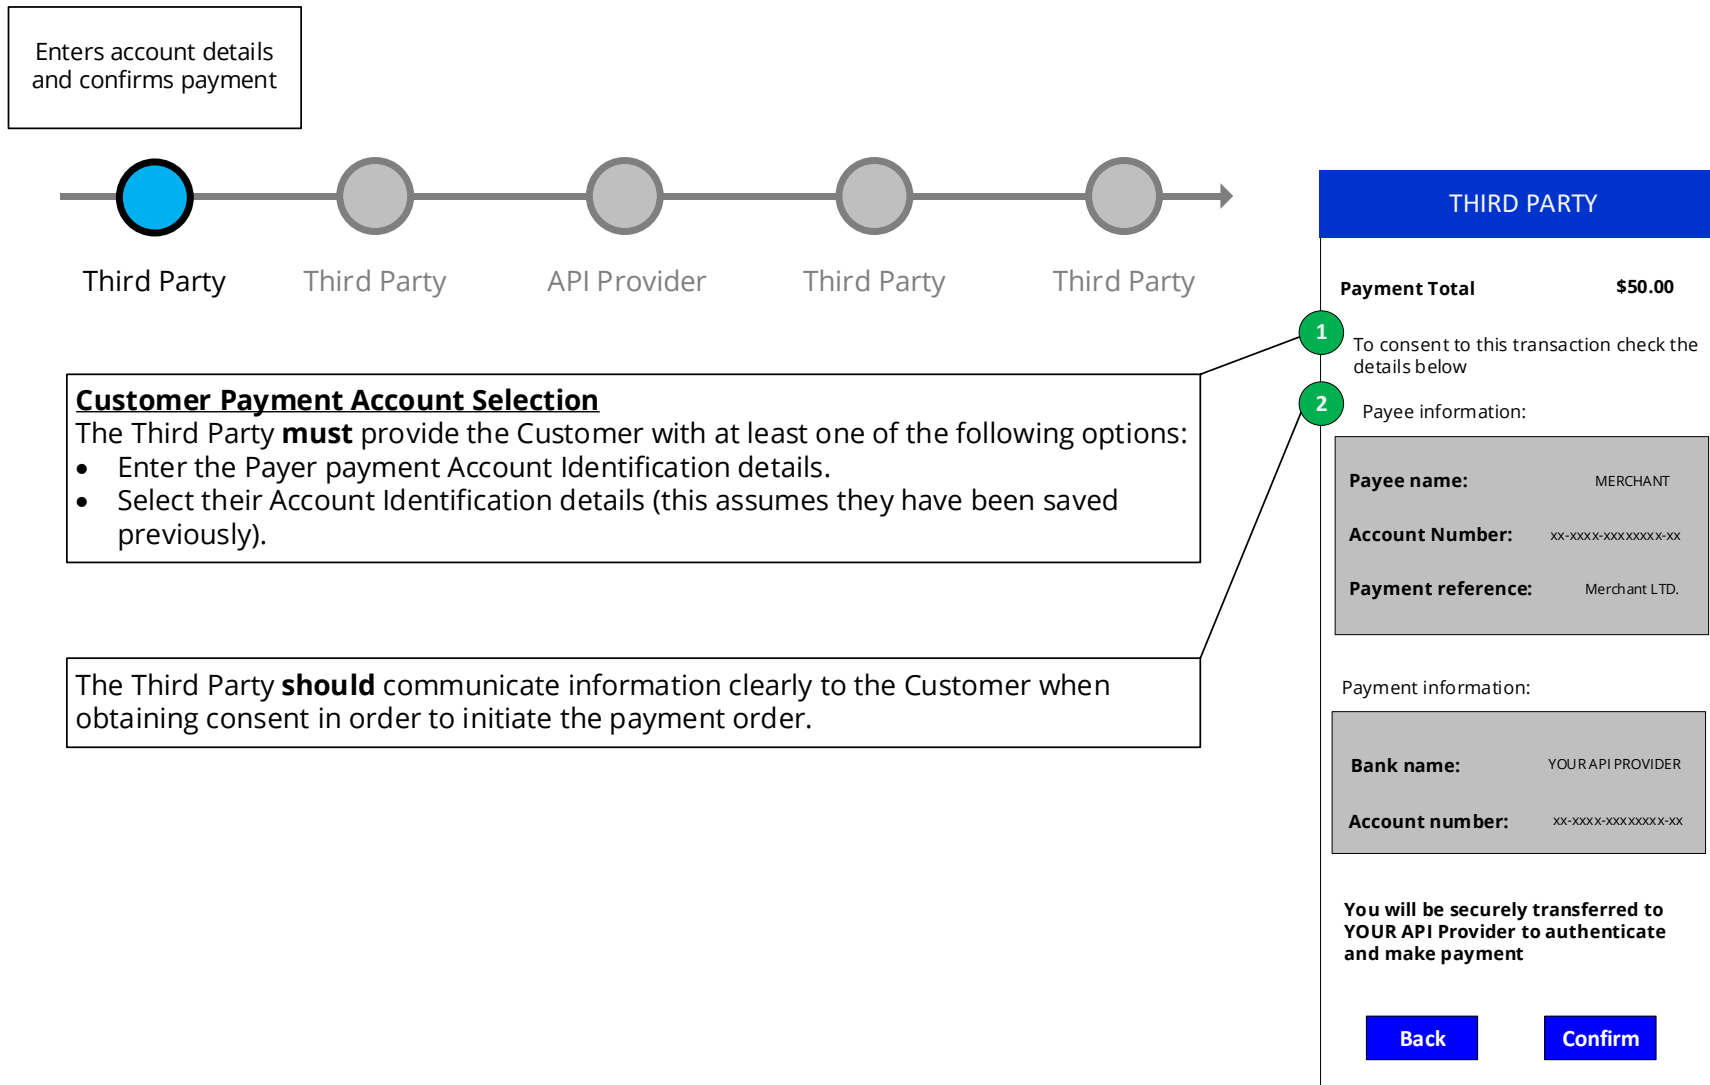 Enters account details
and confirms payment
Third Party
Third Party
API Provider
Third Party
Third Party
Customer Payment Account Selection
The Third Party must provide the Customer with at least one of the following options:
• Enter the Payer payment Account Identification details.
• Select their Account Identification details (this assumes they have been saved
previously).
The Third Party should communicate information clearly to the Customer when
obtaining consent in order to initiate the payment order.
THIRD PARTY
Payment Total $50.00
1
To consent to this transaction check the
details below
2
Payee information:
Payee name: MERCHANT
Account Number: xx-xxxx-xxxxxxxx-xx
Payment reference: Merchant LTD.
Payment information:
Bank name: YOUR API PROVIDER
Account number: xx-xxxx-xxxxxxxx-xx
You will be securely transferred to
YOUR API Provider to authenticate
and make payment
Back Confirm